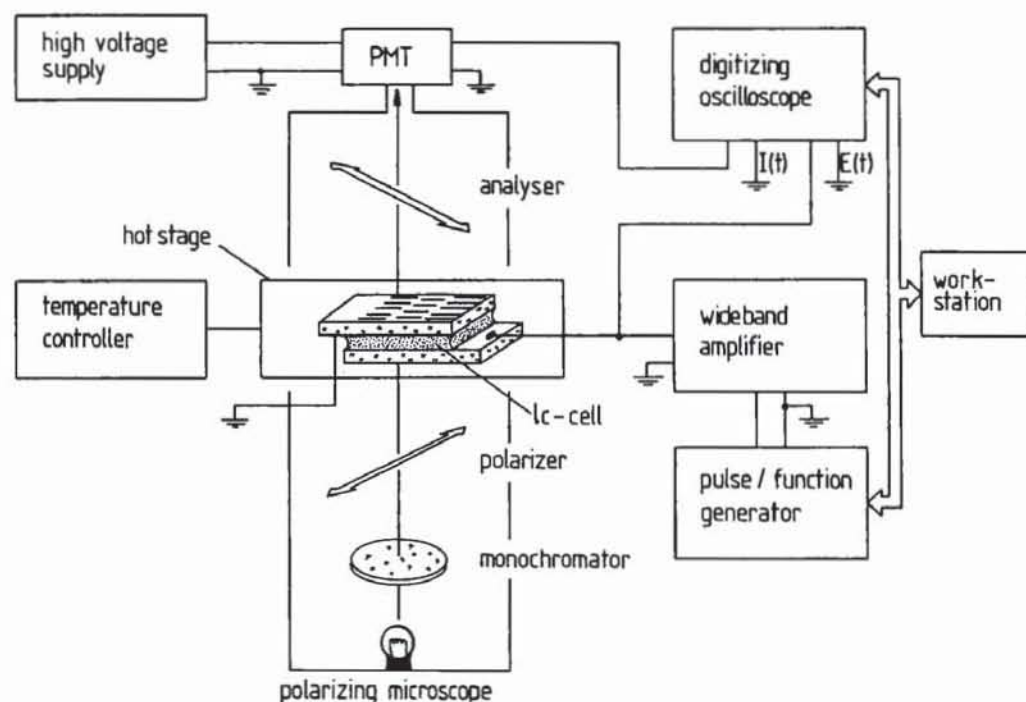 high voltage
supply
PMT
digitizing
oscilloscope
I(t)
E(t)
analyser
hot stage
temperature
controller
wideband
amplifier
work-
station
lc-cell
polarizer
pulse / function
generator
monochromator
polarizing microscope